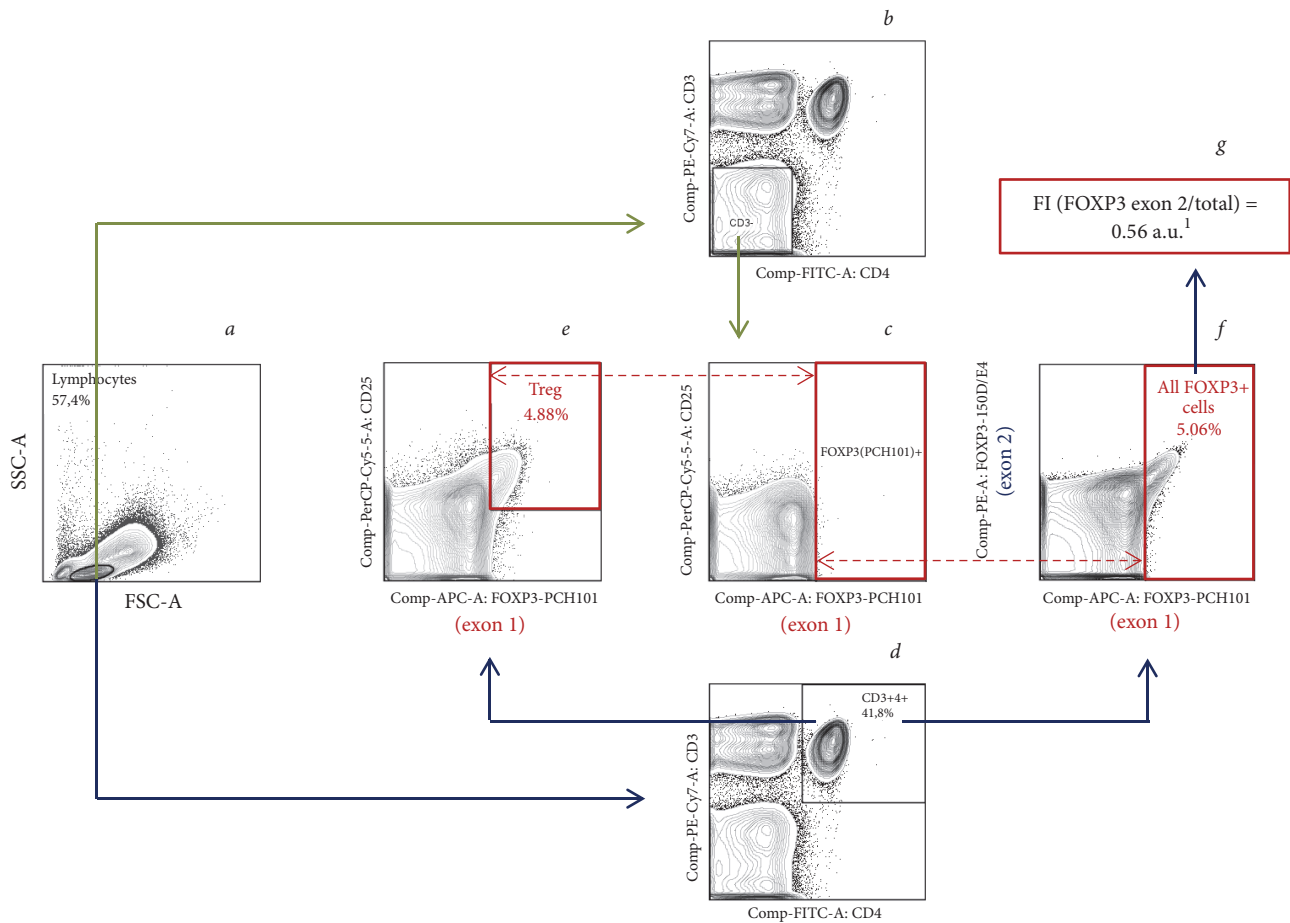 b
Comp-PE-Cy7-A: CD3
CD3-
Comp-FITC-A: CD4
g
FI (FOXP3 exon 2/total) =
0.56 a.u.1
a
Lymphocytes
57,4%
SSC-A
FSC-A
e
Treg
4.88%
Comp-PerCP-Cy5-5-A: CD25
Comp-APC-A: FOXP3-PCH101
(exon 1)
c
FOXP3(PCH101)+
Comp-PerCP-Cy5-5-A: CD25
Comp-APC-A: FOXP3-PCH101
(exon 1)
f
All FOXP3+
cells
5.06%
Comp-PE-A: FOXP3-150D/E4
(exon 2)
Comp-APC-A: FOXP3-PCH101
(exon 1)
d
CD3+4+
41,8%
Comp-PE-Cy7-A: CD3
Comp-FITC-A: CD4